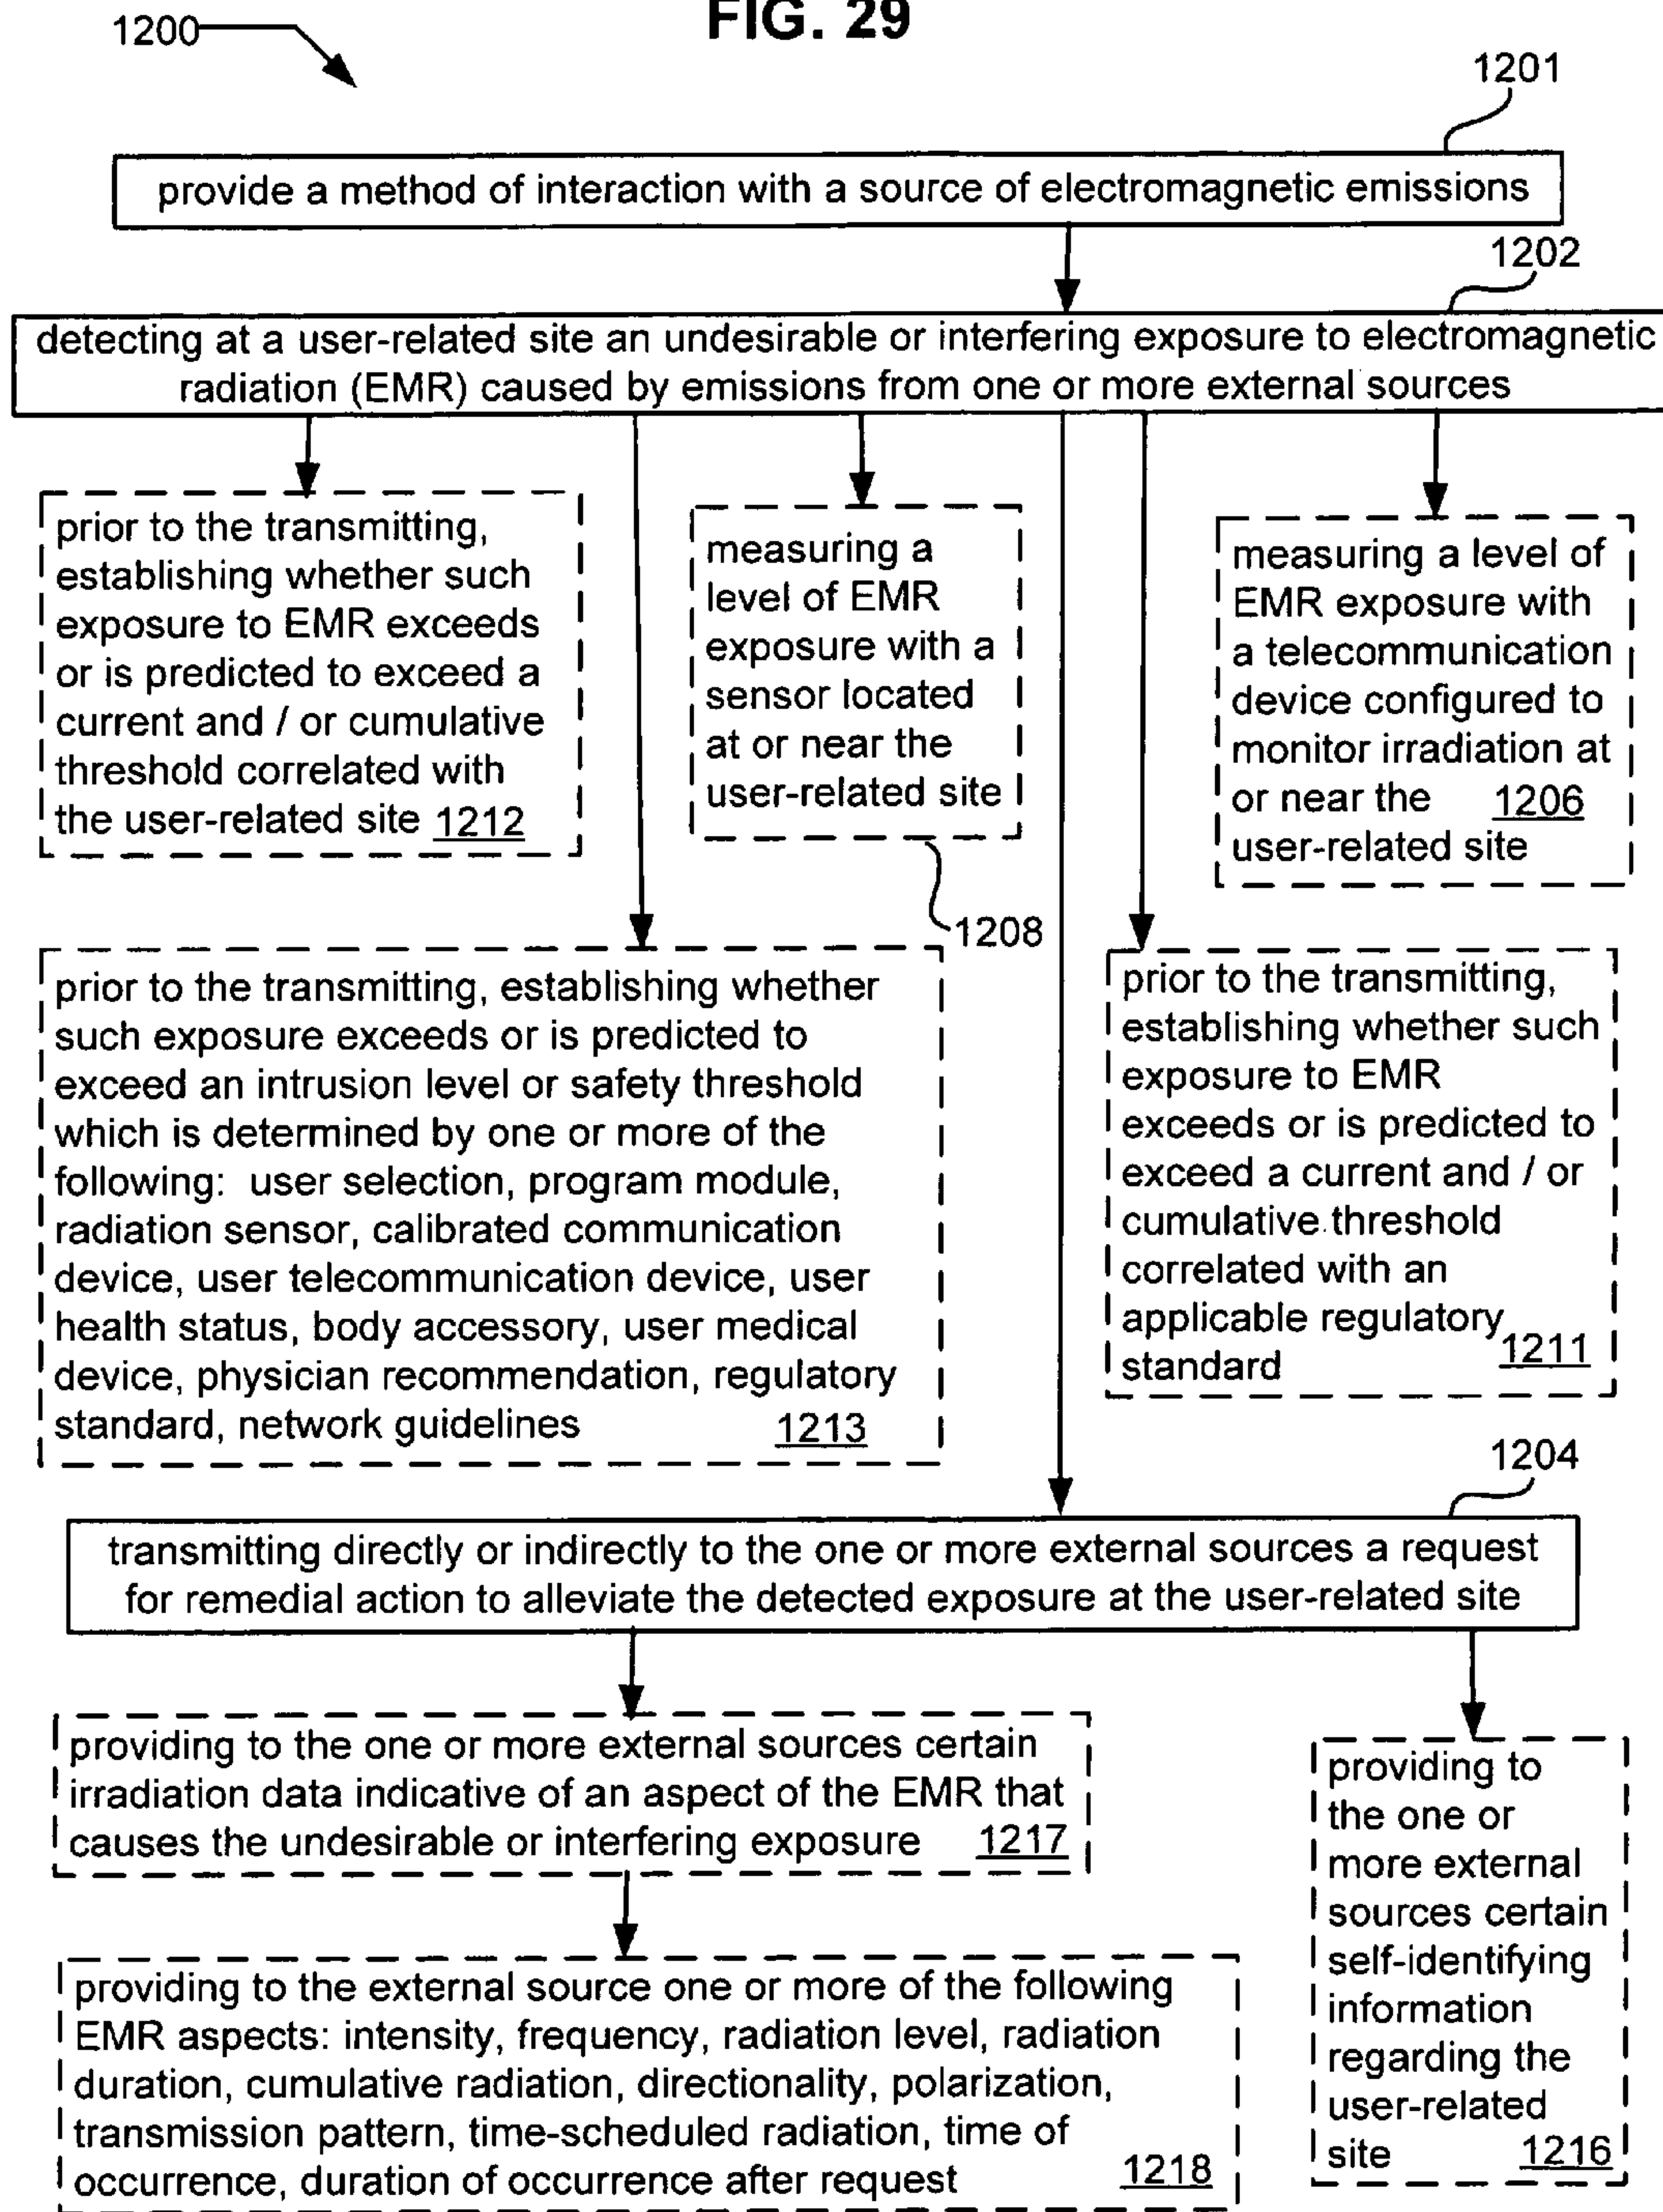 FIG. 29
1200
1201
provide a method of interaction with a source of electromagnetic emissions
1202
detecting at a user-related site an undesirable or interfering exposure to electromagnetic
radiation (EMR) caused by emissions from one or more external sources
prior to the transmitting,
establishing whether such
exposure to EMR exceeds
or is predicted to exceed a
current and / or cumulative
threshold correlated with
the user-related site 1212
measuring a
level of EMR
exposure with a
sensor located
at or near the
user-related site
1208
measuring a level of
EMR exposure with
a telecommunication
device configured to
monitor irradiation at
or near the 1206
user-related site
prior to the transmitting, establishing whether
such exposure exceeds or is predicted to
exceed an intrusion level or safety threshold
which is determined by one or more of the
following: user selection, program module,
radiation sensor, calibrated communication
device, user telecommunication device, user
health status, body accessory, user medical
device, physician recommendation, regulatory
standard, network guidelines 1213
prior to the transmitting,
establishing whether such
exposure to EMR
exceeds or is predicted to
exceed a current and / or
cumulative threshold
correlated with an
applicable regulatory
standard 1211
1204
transmitting directly or indirectly to the one or more external sources a request
for remedial action to alleviate the detected exposure at the user-related site
providing to the one or more external sources certain
irradiation data indicative of an aspect of the EMR that
causes the undesirable or interfering exposure 1217
providing to the external source one or more of the following
EMR aspects: intensity, frequency, radiation level, radiation
duration, cumulative radiation, directionality, polarization,
transmission pattern, time-scheduled radiation, time of
occurrence, duration of occurrence after request 1218
providing to
the one or
more external
sources certain
self-identifying
information
regarding the
user-related
site 1216